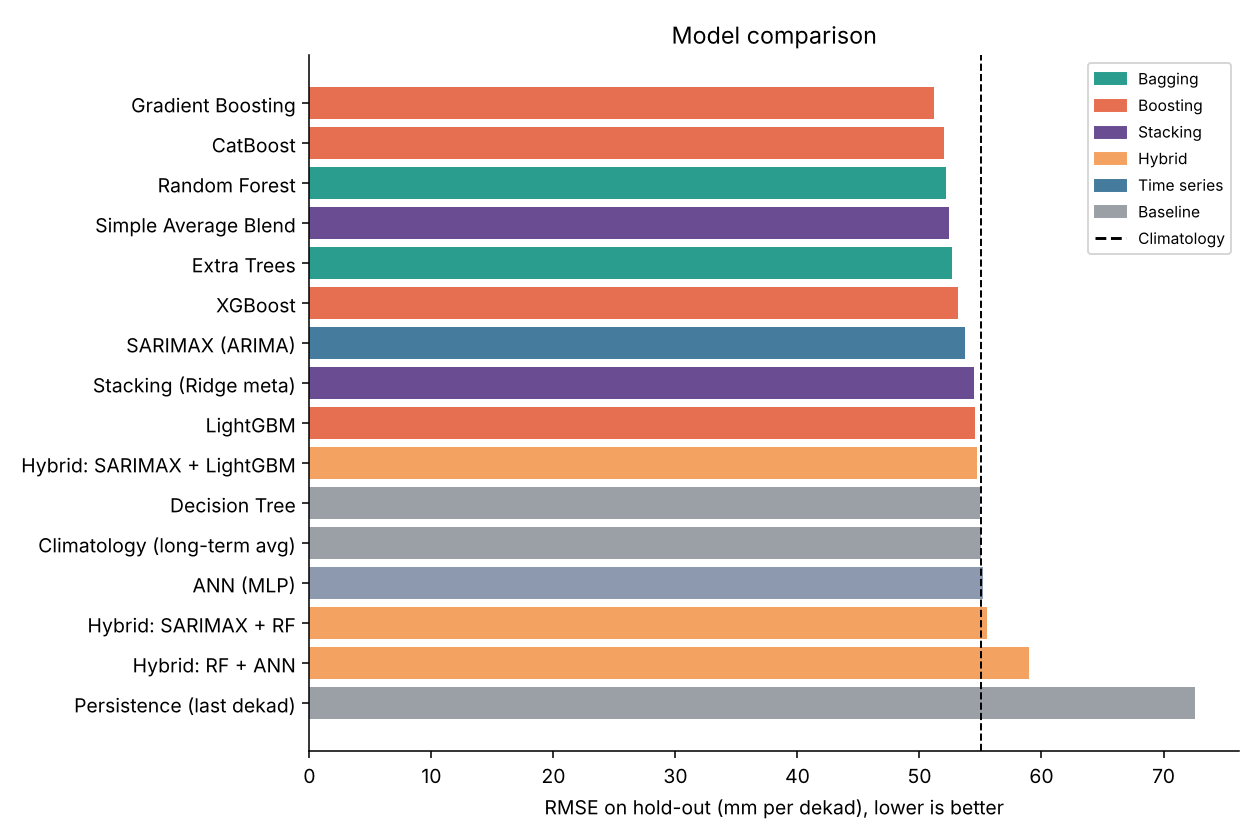 Model comparison
Bagging
Boosting
Stacking
Hybrid
Time series
Baseline
Climatology
Gradient Boosting
CatBoost
Random Forest
Simple Average Blend
Extra Trees
XGBoost
SARIMAX (ARIMA)
Stacking (Ridge meta)
LightGBM
Hybrid: SARIMAX + LightGBM
Decision Tree
Climatology (long-term avg)
ANN (MLP)
Hybrid: SARIMAX + RF
Hybrid: RF + ANN
Persistence (last dekad)
0 10 20 30 40 50 60 70
RMSE on hold-out (mm per dekad), lower is better